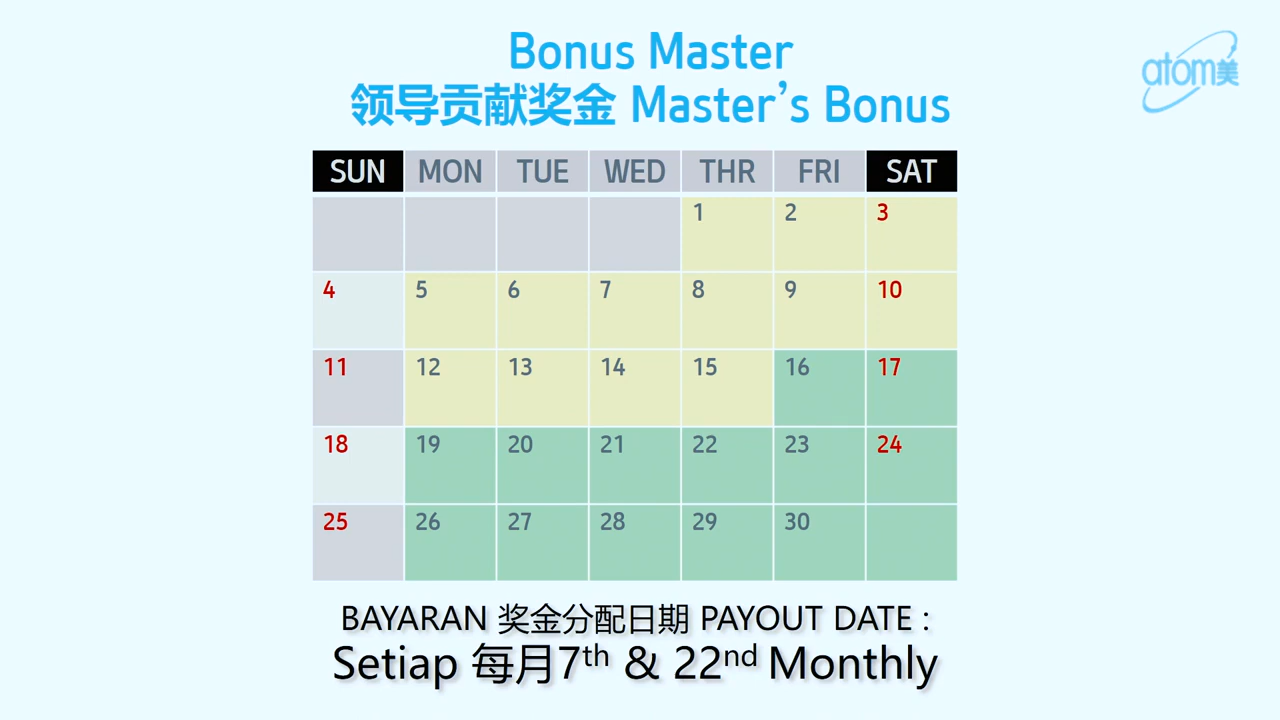 Bonus Master
领导贡献奖金 Master's Bonus
atom美
SUN MON TUE WED THR FRI SAT
1 2 3
4 5 6 7 8 9 10
11 12 13 14 15 16 17
18 19 20 21 22 23 24
25 26 27 28 29 30
BAYARAN 奖金分配日期 PAYOUT DATE :
Setiap 每月7th & 22nd Monthly